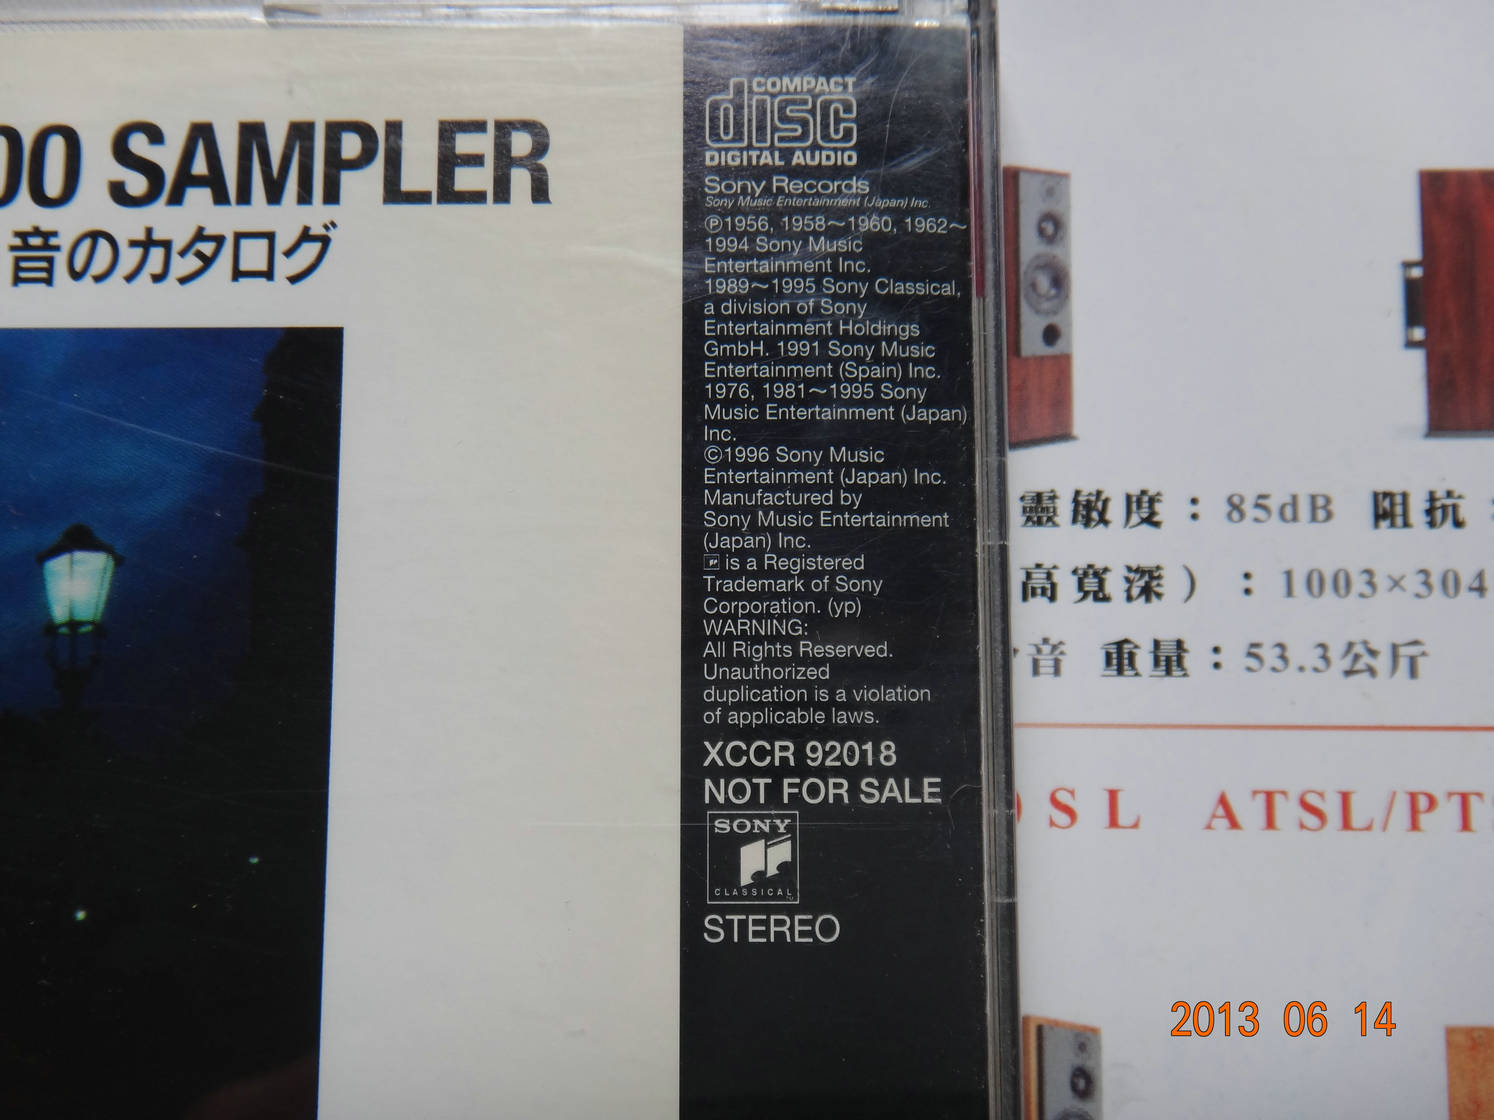 00 SAMPLER
音のカタログ
COMPACT
disc
DIGITAL AUDIO
Sony Records
Sony Music Entertainment (Japan) Inc.
Ⓟ1956, 1958〜1960, 1962〜
1994 Sony Music
Entertainment Inc.
1989〜1995 Sony Classical,
a division of Sony
Entertainment Holdings
GmbH. 1991 Sony Music
Entertainment (Spain) Inc.
1976, 1981〜1995 Sony
Music Entertainment (Japan)
Inc.
©1996 Sony Music
Entertainment (Japan) Inc.
Manufactured by
Sony Music Entertainment
(Japan) Inc.
is a Registered
Trademark of Sony
Corporation. (yp)
WARNING:
All Rights Reserved.
Unauthorized
duplication is a violation
of applicable laws.
XCCR 92018
NOT FOR SALE
SONY
CLASSICAL
STEREO
靈敏度：85dB 阻抗：
高寬深）：1003×304
音 重量：53.3公斤
SL ATSL/PTS
2013 06 14